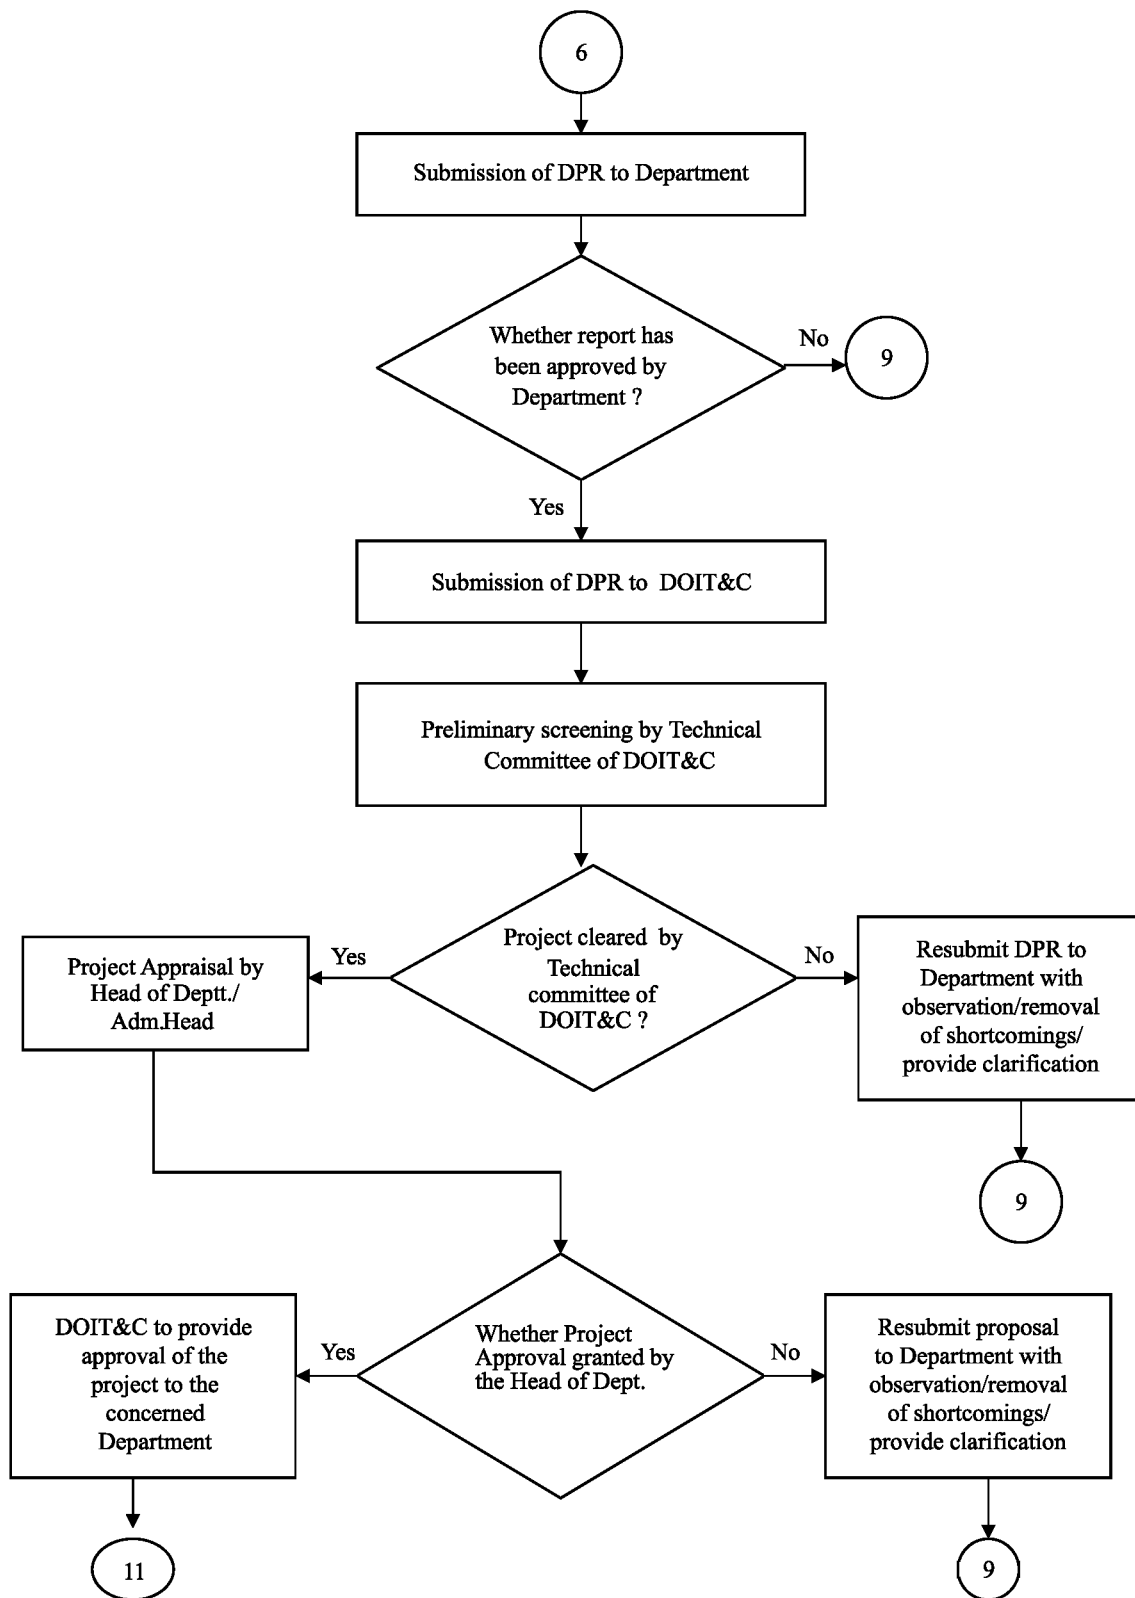 6
Submission of DPR to Department
Whether report has
been approved by
Department ?
No
9
Yes
Submission of DPR to DOIT&C
Preliminary screening by Technical
Committee of DOIT&C
Project cleared by
Technical
committee of
DOIT&C ?
Yes
Project Appraisal by
Head of Deptt./
Adm.Head
No
Resubmit DPR to
Department with
observation/removal
of shortcomings/
provide clarification
9
Whether Project
Approval granted by
the Head of Dept.
Yes
DOIT&C to provide
approval of the
project to the
concerned
Department
11
No
Resubmit proposal
to Department with
observation/removal
of shortcomings/
provide clarification
9